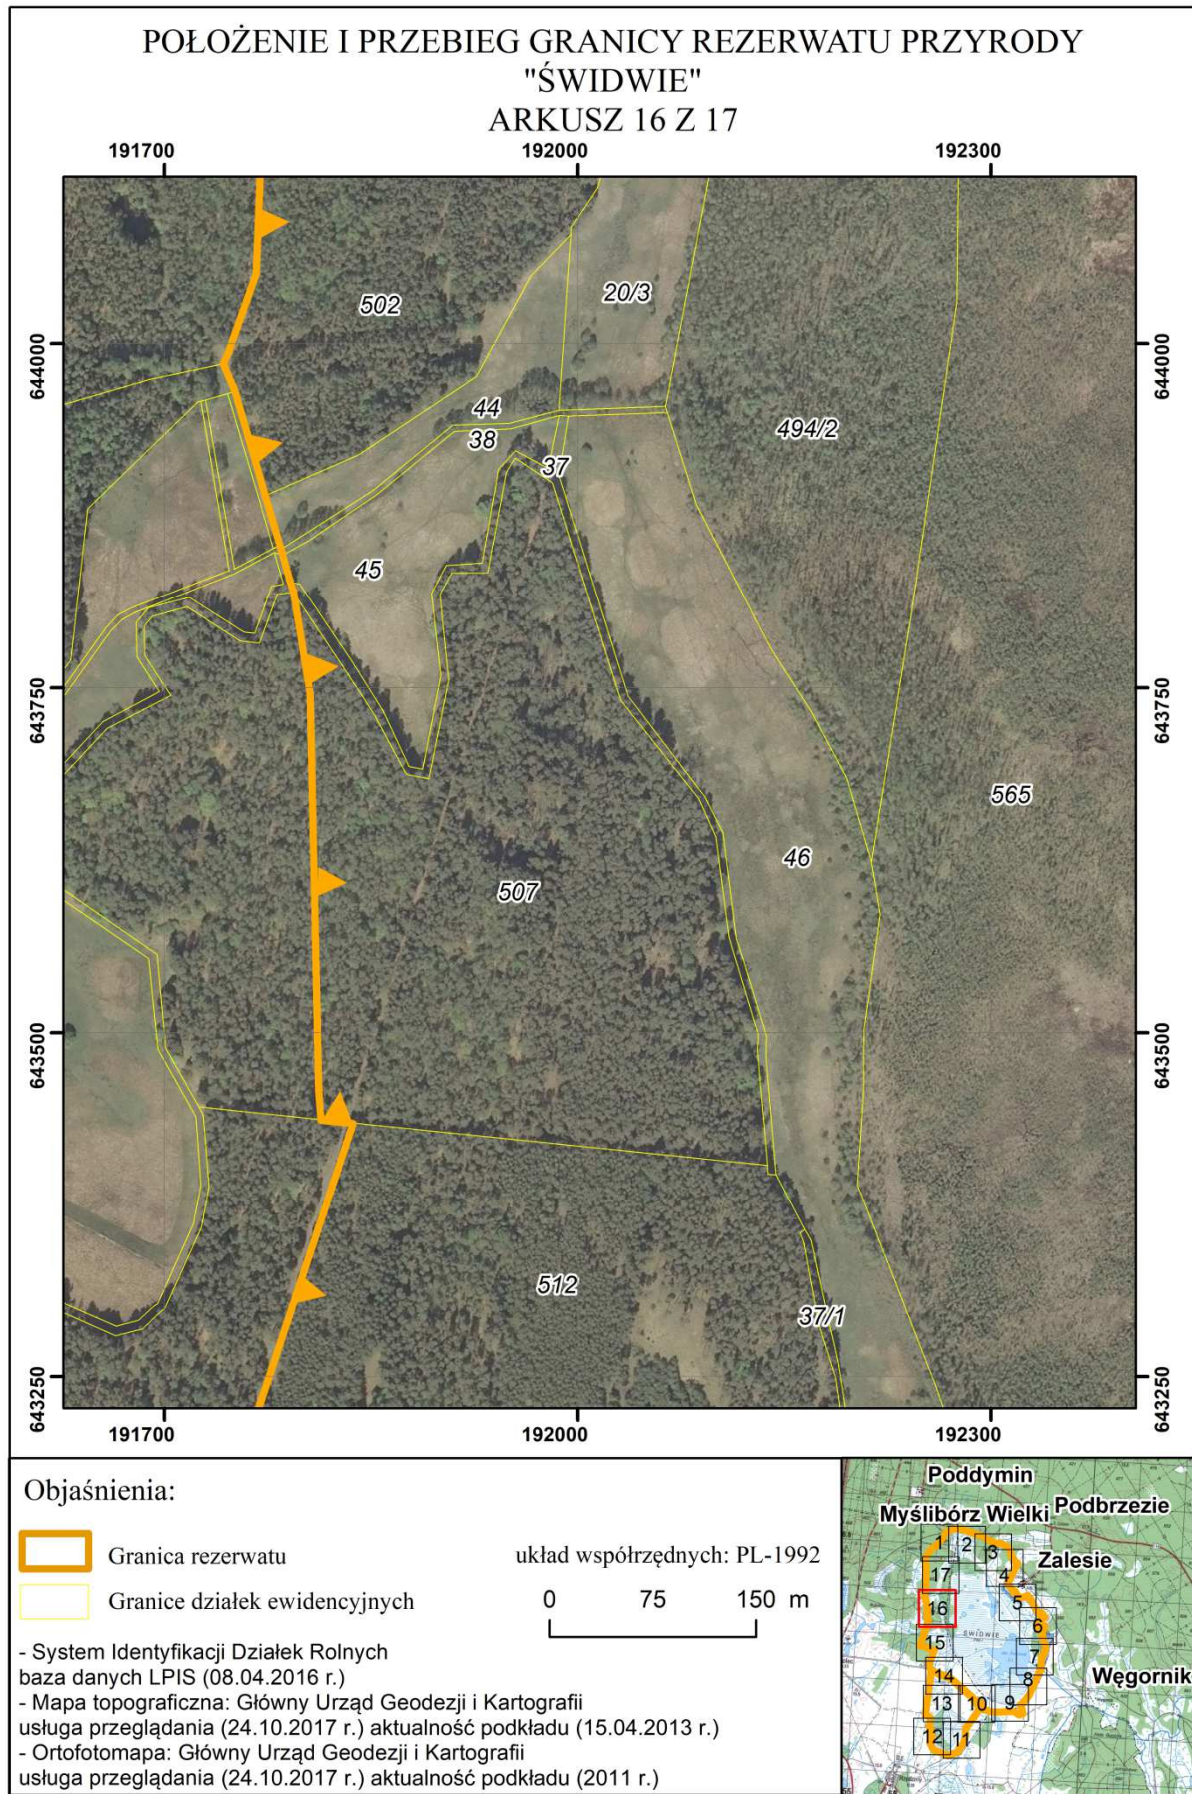 POŁOŻENIE I PRZEBIEG GRANICY REZERWATU PRZYRODY
"ŚWIDWIE"
ARKUSZ 16 Z 17
191700 192000 192300
502
20/3
644000 644000
44
38
494/2
37
45
643750 643750
565
46
507
643500 643500
512
37/1
643250 643250
191700 192000 192300
Objaśnienia:
Granica rezerwatu
Granice działek ewidencyjnych
układ współrzędnych: PL-1992
0 75 150 m
- System Identyfikacji Działek Rolnych
baza danych LPIS (08.04.2016 r.)
- Mapa topograficzna: Główny Urząd Geodezji i Kartografii
usługa przeglądania (24.10.2017 r.) aktualność podkładu (15.04.2013 r.)
- Ortofotomapa: Główny Urząd Geodezji i Kartografii
usługa przeglądania (24.10.2017 r.) aktualność podkładu (2011 r.)
Poddymin
Myślibórz Wielki
Podbrzezie
Zalesie
1
2
3
17
4
16
5
ŚWIDWIE
6
15
7
Węgornik
14
8
13
10
9
12
11